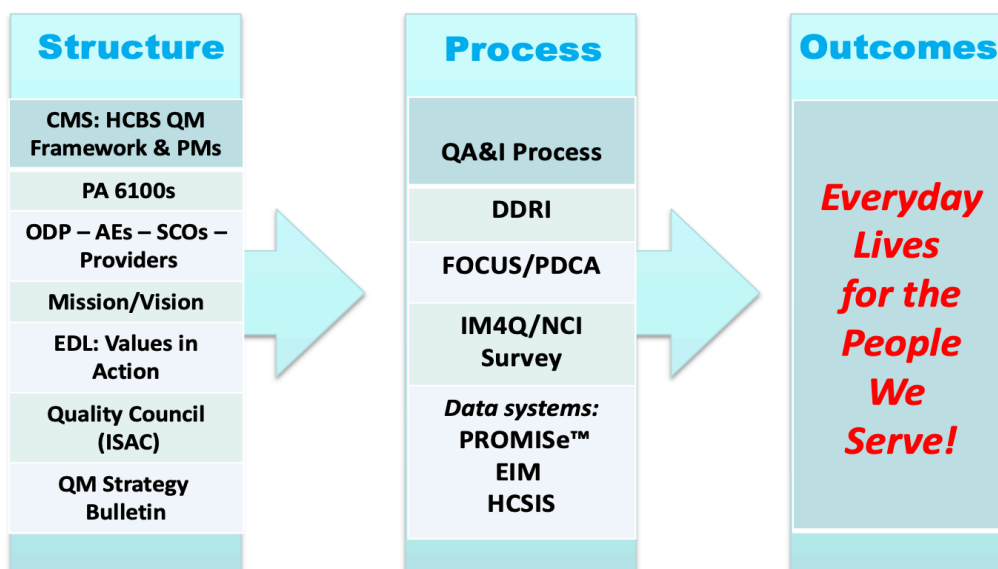 Structure
CMS: HCBS QM
Framework & PMs
PA 6100s
ODP – AEs – SCOs –
Providers
Mission/Vision
EDL: Values in
Action
Quality Council
(ISAC)
QM Strategy
Bulletin
Process
QA&I Process
DDRI
FOCUS/PDCA
IM4Q/NCI
Survey
Data systems:
PROMISe™
EIM
HCSIS
Outcomes
Everyday
Lives
for the
People
We
Serve!